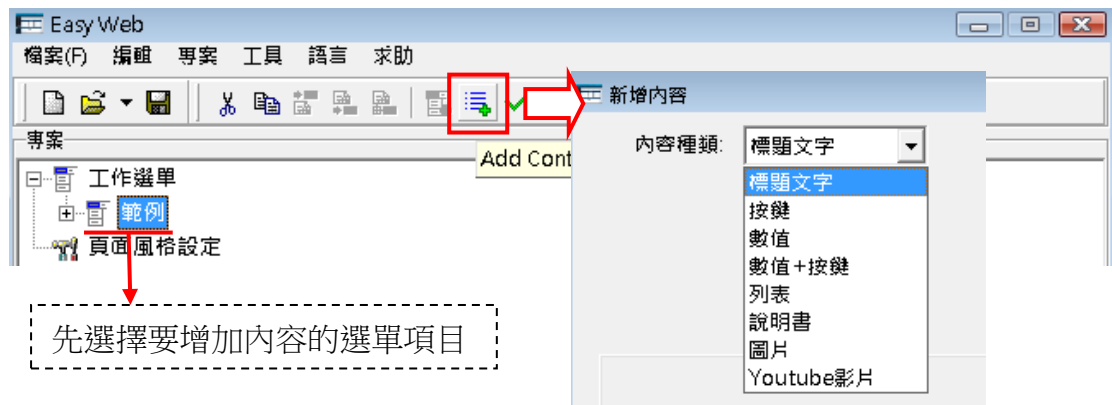 Easy Web
檔案(F) 編輯 專案 工具 語言 求助
新增內容
專案
Add Cont
內容種類: 標題文字
工作選單
範例
頁面風格設定
標題文字
按鍵
數值
數值+按鍵
列表
說明書
圖片
Youtube影片
先選擇要增加內容的選單項目